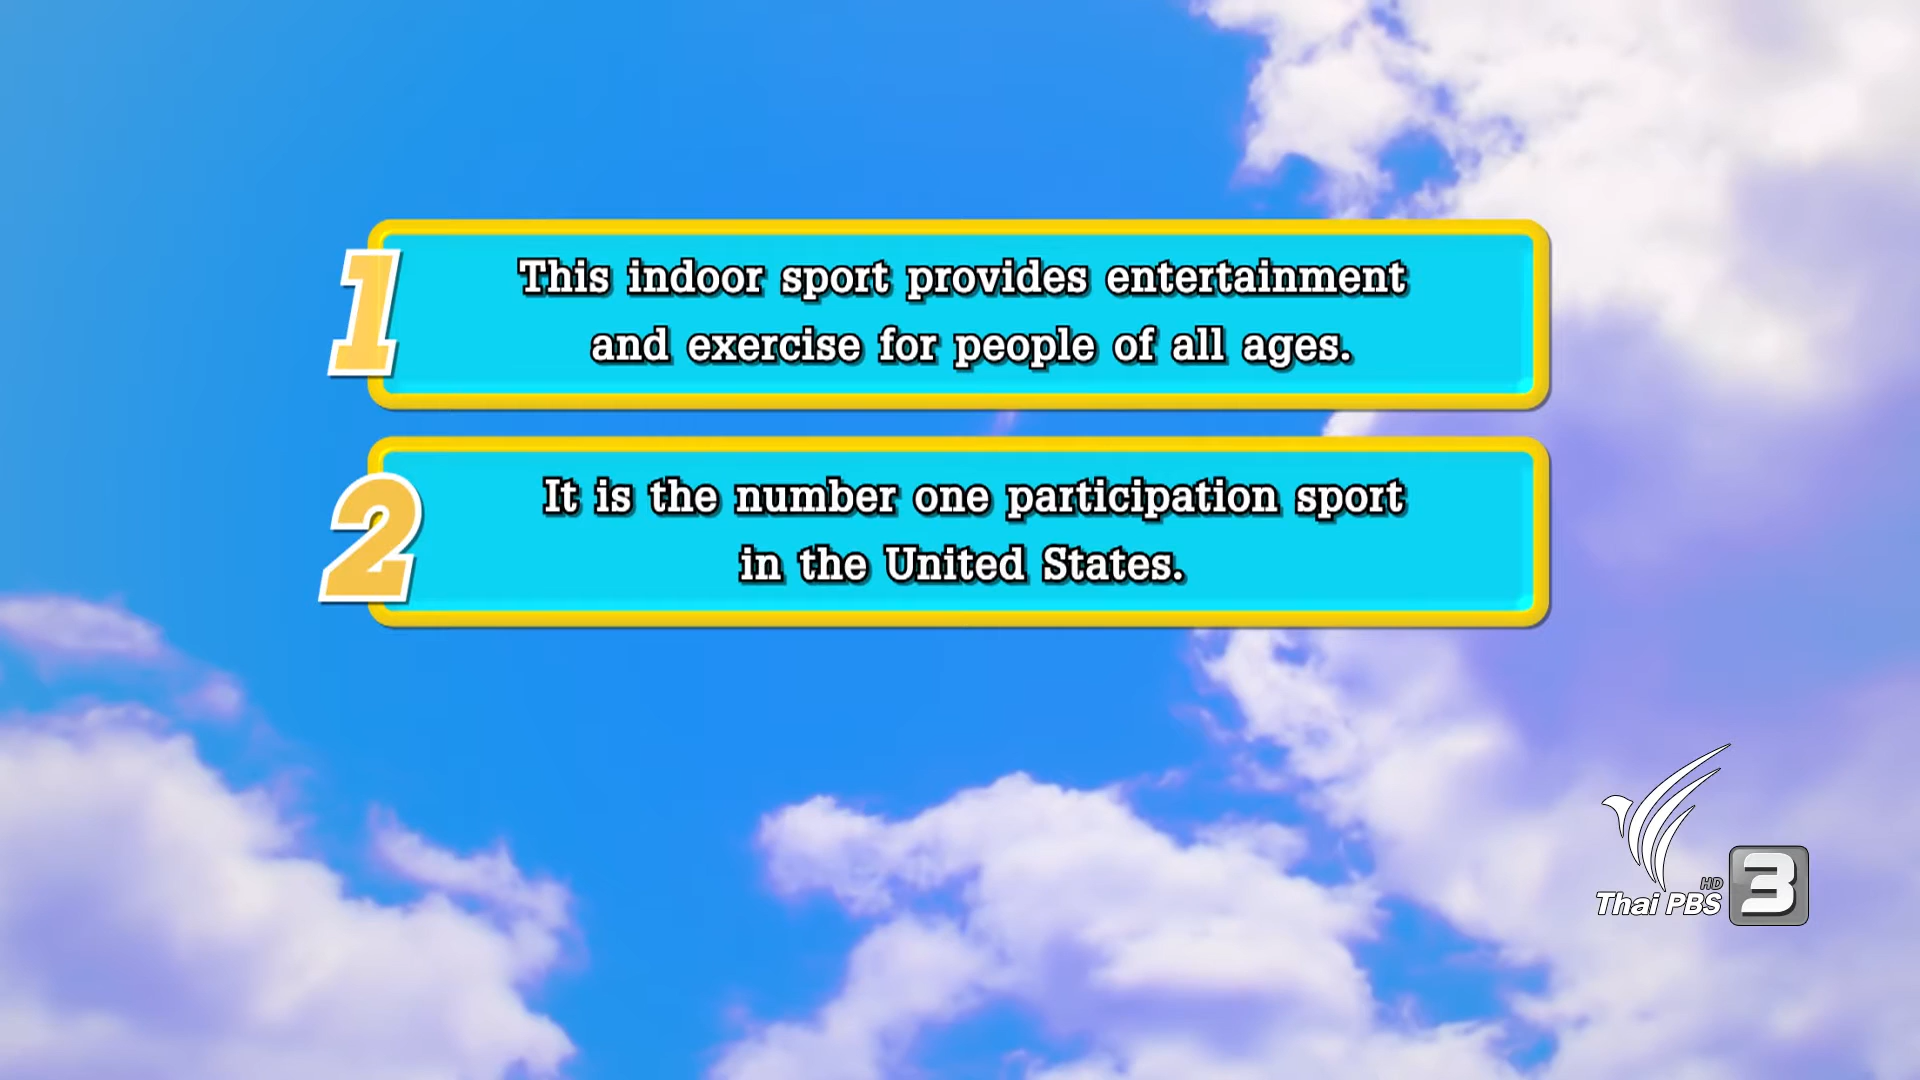 1
This indoor sport provides entertainment
and exercise for people of all ages.
2
It is the number one participation sport
in the United States.
HD
Thai PBS 3